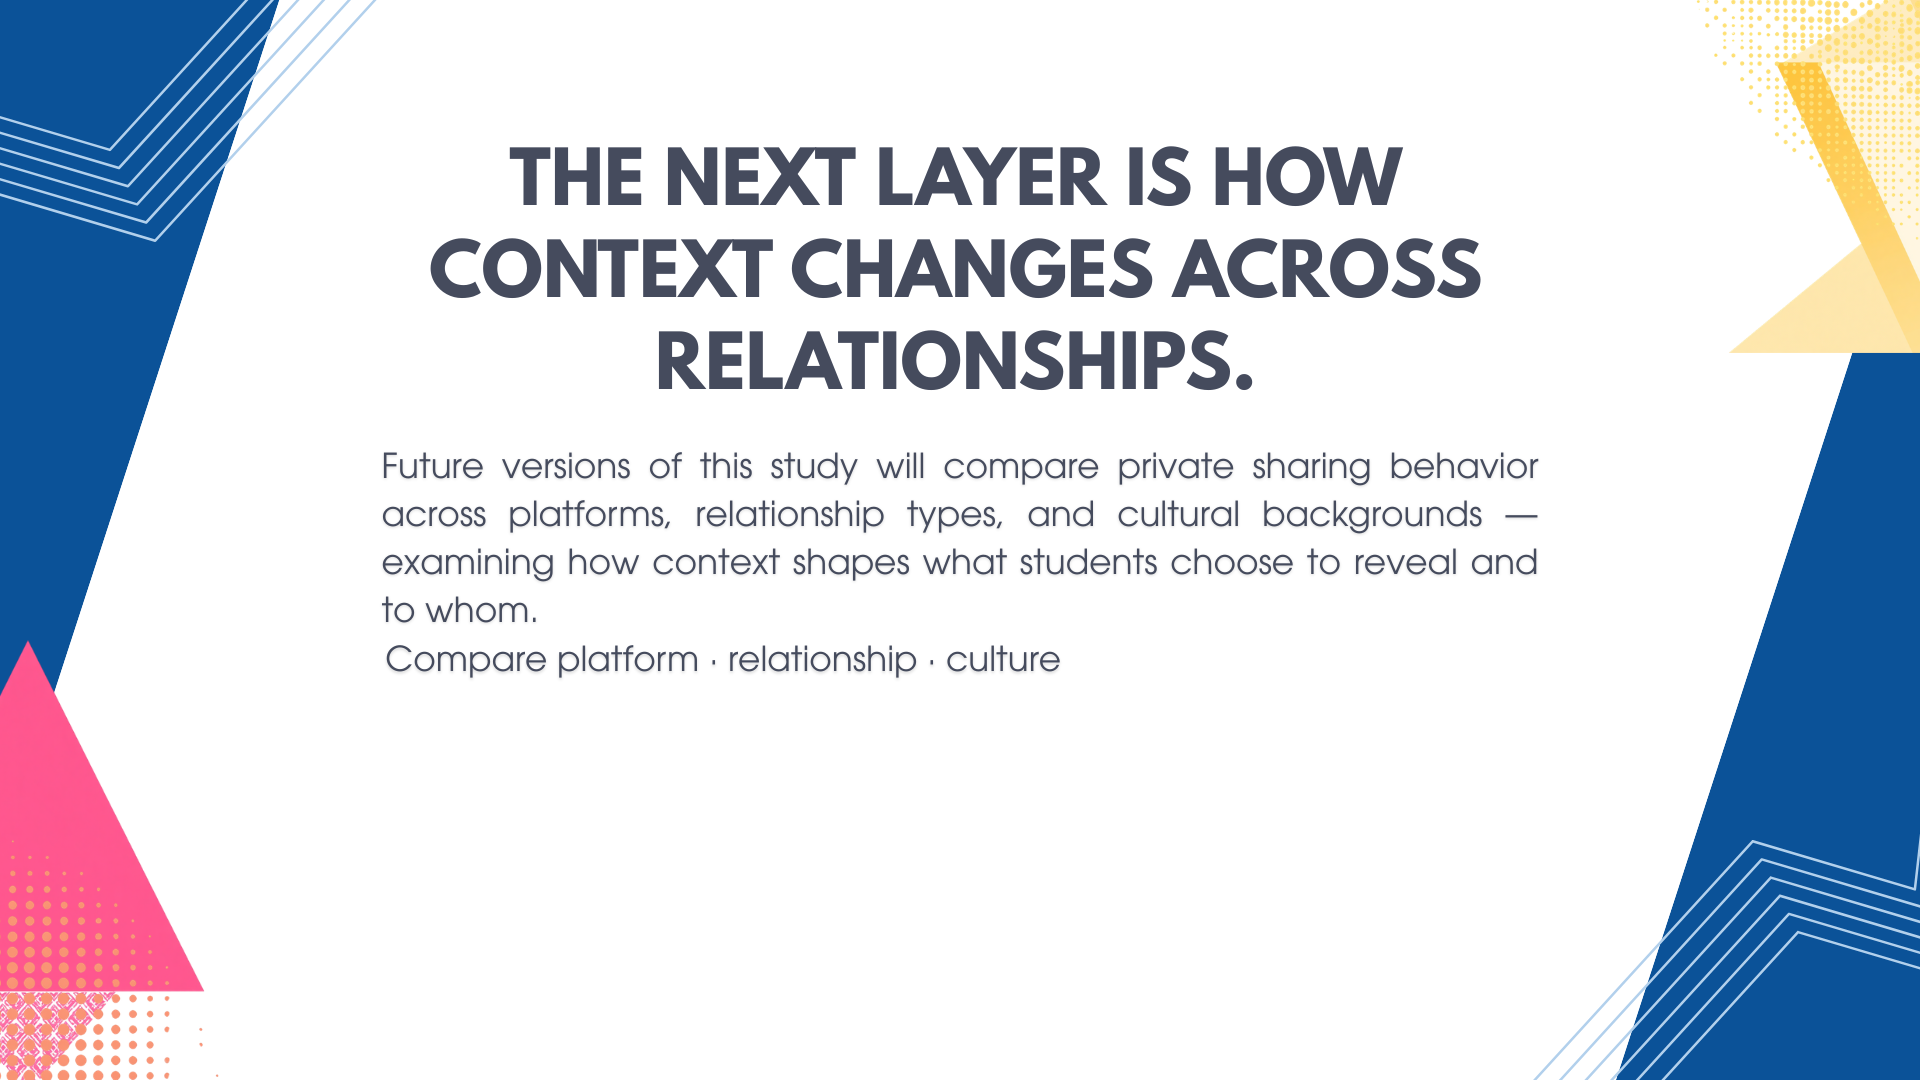 THE NEXT LAYER IS HOW
CONTEXT CHANGES ACROSS
RELATIONSHIPS.
Future versions of this study will compare private sharing behavior
across platforms, relationship types, and cultural backgrounds —
examining how context shapes what students choose to reveal and
to whom.
Compare platform · relationship · culture